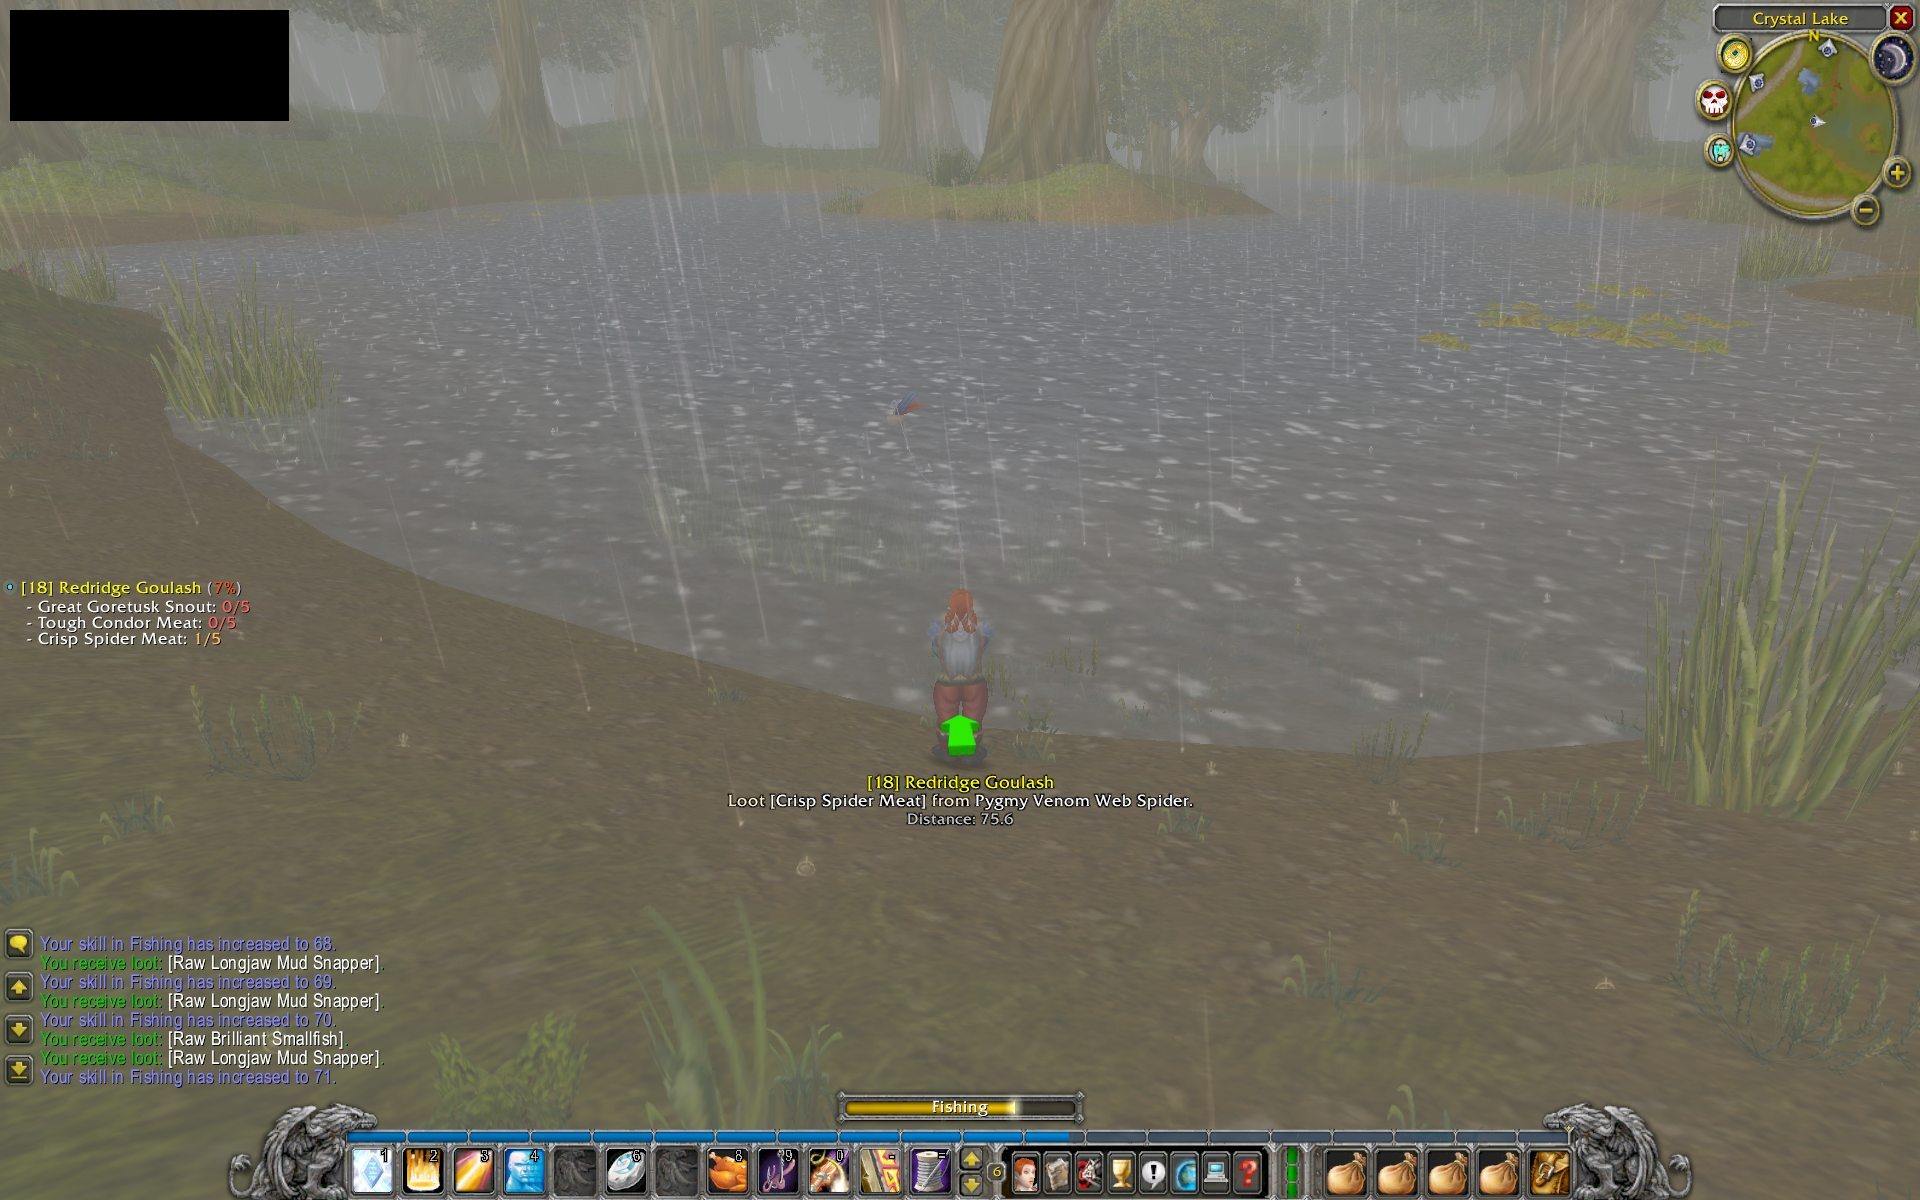 Crystal Lake
N
[18] Redridge Goulash (7%)
- Great Goretusk Snout: 0/5
- Tough Condor Meat: 0/5
- Crisp Spider Meat: 1/5
[18] Redridge Goulash
Loot [Crisp Spider Meat] from Pygmy Venom Web Spider.
Distance: 75.6
Your skill in Fishing has increased to 68.
You receive loot: [Raw Longjaw Mud Snapper].
Your skill in Fishing has increased to 69.
You receive loot: [Raw Longjaw Mud Snapper].
Your skill in Fishing has increased to 70.
You receive loot: [Raw Brilliant Smallfish].
You receive loot: [Raw Longjaw Mud Snapper].
Your skill in Fishing has increased to 71.
Fishing
1 2 3 4 6 8 9 0 - = 6